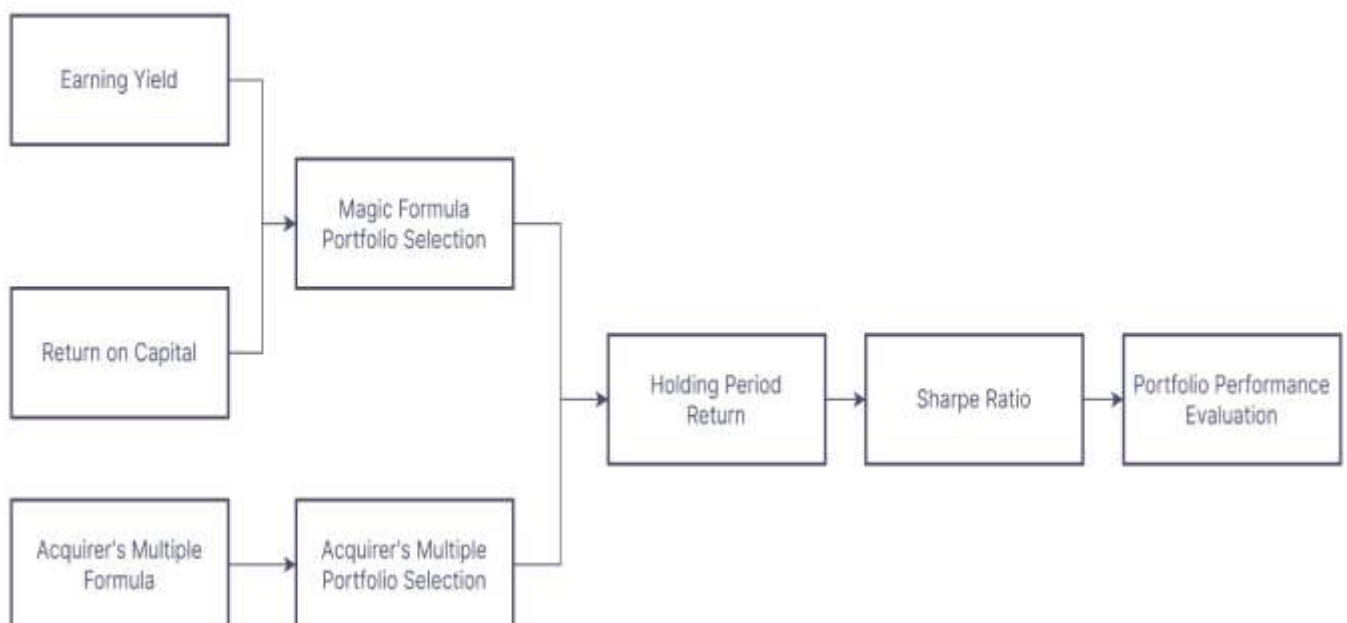 Earning Yield
Magic Formula
Portfolio Selection
Return on Capital
Holding Period
Return
Sharpe Ratio
Portfolio Performance
Evaluation
Acquirer's Multiple
Formula
Acquirer's Multiple
Portfolio Selection